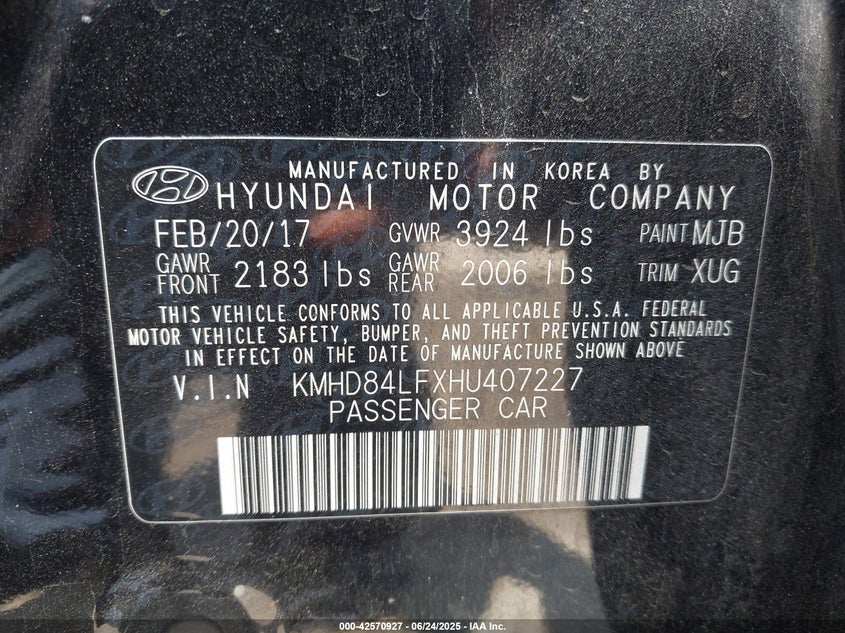 MANUFACTURED IN KOREA BY
HYUNDAI MOTOR COMPANY
FEB/20/17 GVWR 3924 lbs PAINT MJB
GAWR FRONT 2183 lbs GAWR REAR 2006 lbs TRIM XUG
THIS VEHICLE CONFORMS TO ALL APPLICABLE U.S.A. FEDERAL
MOTOR VEHICLE SAFETY, BUMPER, AND THEFT PREVENTION STANDARDS
IN EFFECT ON THE DATE OF MANUFACTURE SHOWN ABOVE
V.I.N KMHD84LFXHU407227
PASSENGER CAR
000-42570927 - 06/24/2025 - IAA Inc.